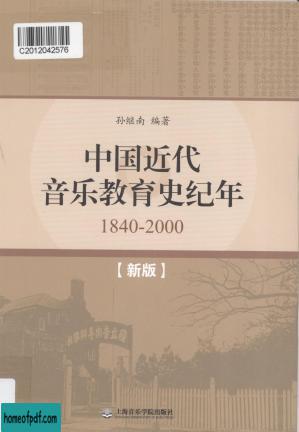 C2012042576
孙继南 编著
中国近代
音乐教育史纪年
1840-2000
【新版】
上海音乐学院出版社
homeofpdf.com